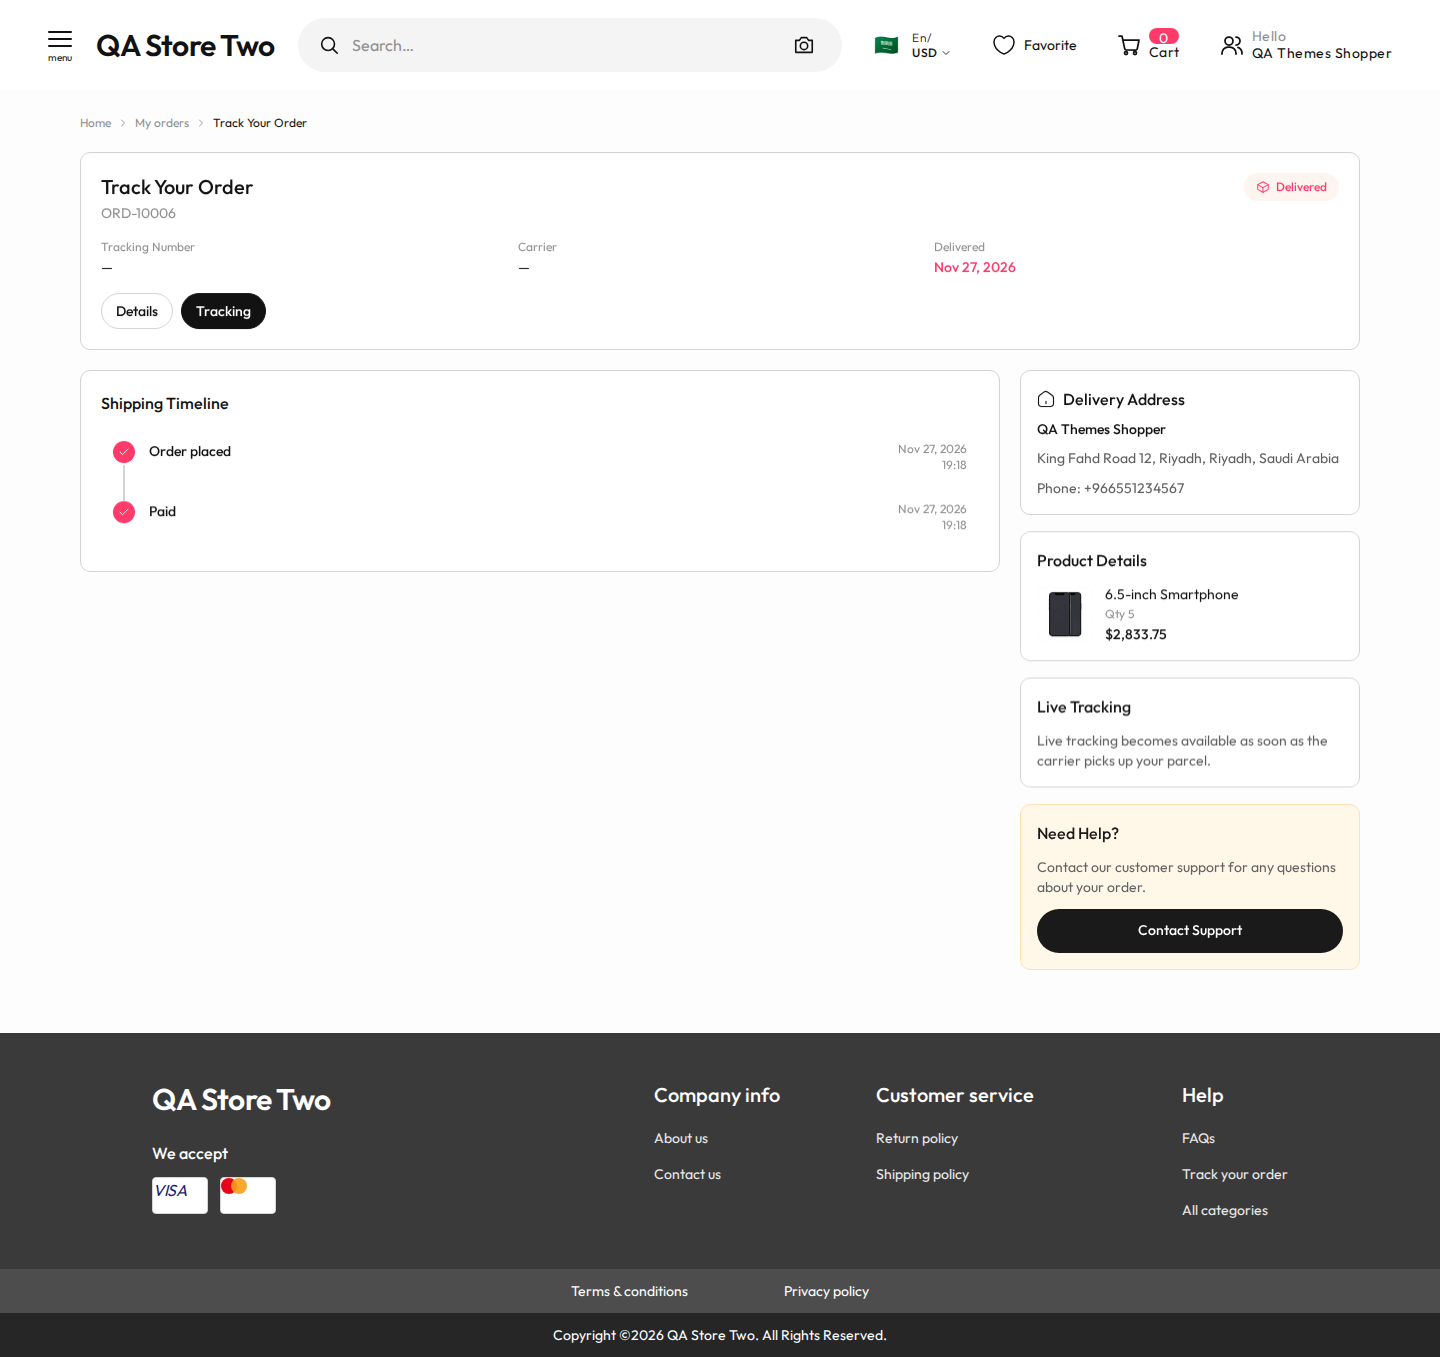 menu
QA Store Two
Search...
En/
USD
Favorite
0
Cart
Hello
QA Themes Shopper
Home
My orders
Track Your Order
Track Your Order
Delivered
ORD-10006
Tracking Number
—
Carrier
—
Delivered
Nov 27, 2026
Details
Tracking
Shipping Timeline
Order placed
Nov 27, 2026
19:18
Paid
Nov 27, 2026
19:18
Delivery Address
QA Themes Shopper
King Fahd Road 12, Riyadh, Riyadh, Saudi Arabia
Phone: +966551234567
Product Details
6.5-inch Smartphone
Qty 5
$2,833.75
Live Tracking
Live tracking becomes available as soon as the
carrier picks up your parcel.
Need Help?
Contact our customer support for any questions
about your order.
Contact Support
QA Store Two
We accept
VISA
Company info
About us
Contact us
Customer service
Return policy
Shipping policy
Help
FAQs
Track your order
All categories
Terms & conditions
Privacy policy
Copyright ©2026 QA Store Two. All Rights Reserved.